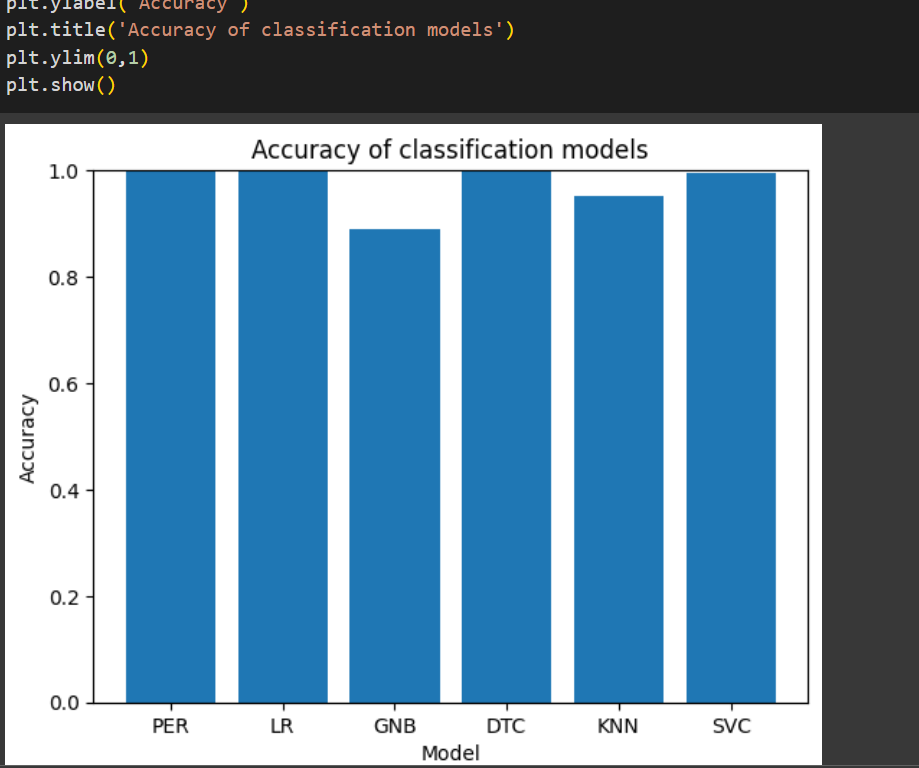 plt.ylabel('Accuracy')
plt.title('Accuracy of classification models')
plt.ylim(0,1)
plt.show()
Accuracy of classification models
1.0
0.8
0.6
0.4
0.2
0.0
Accuracy
PER LR GNB DTC KNN SVC
Model